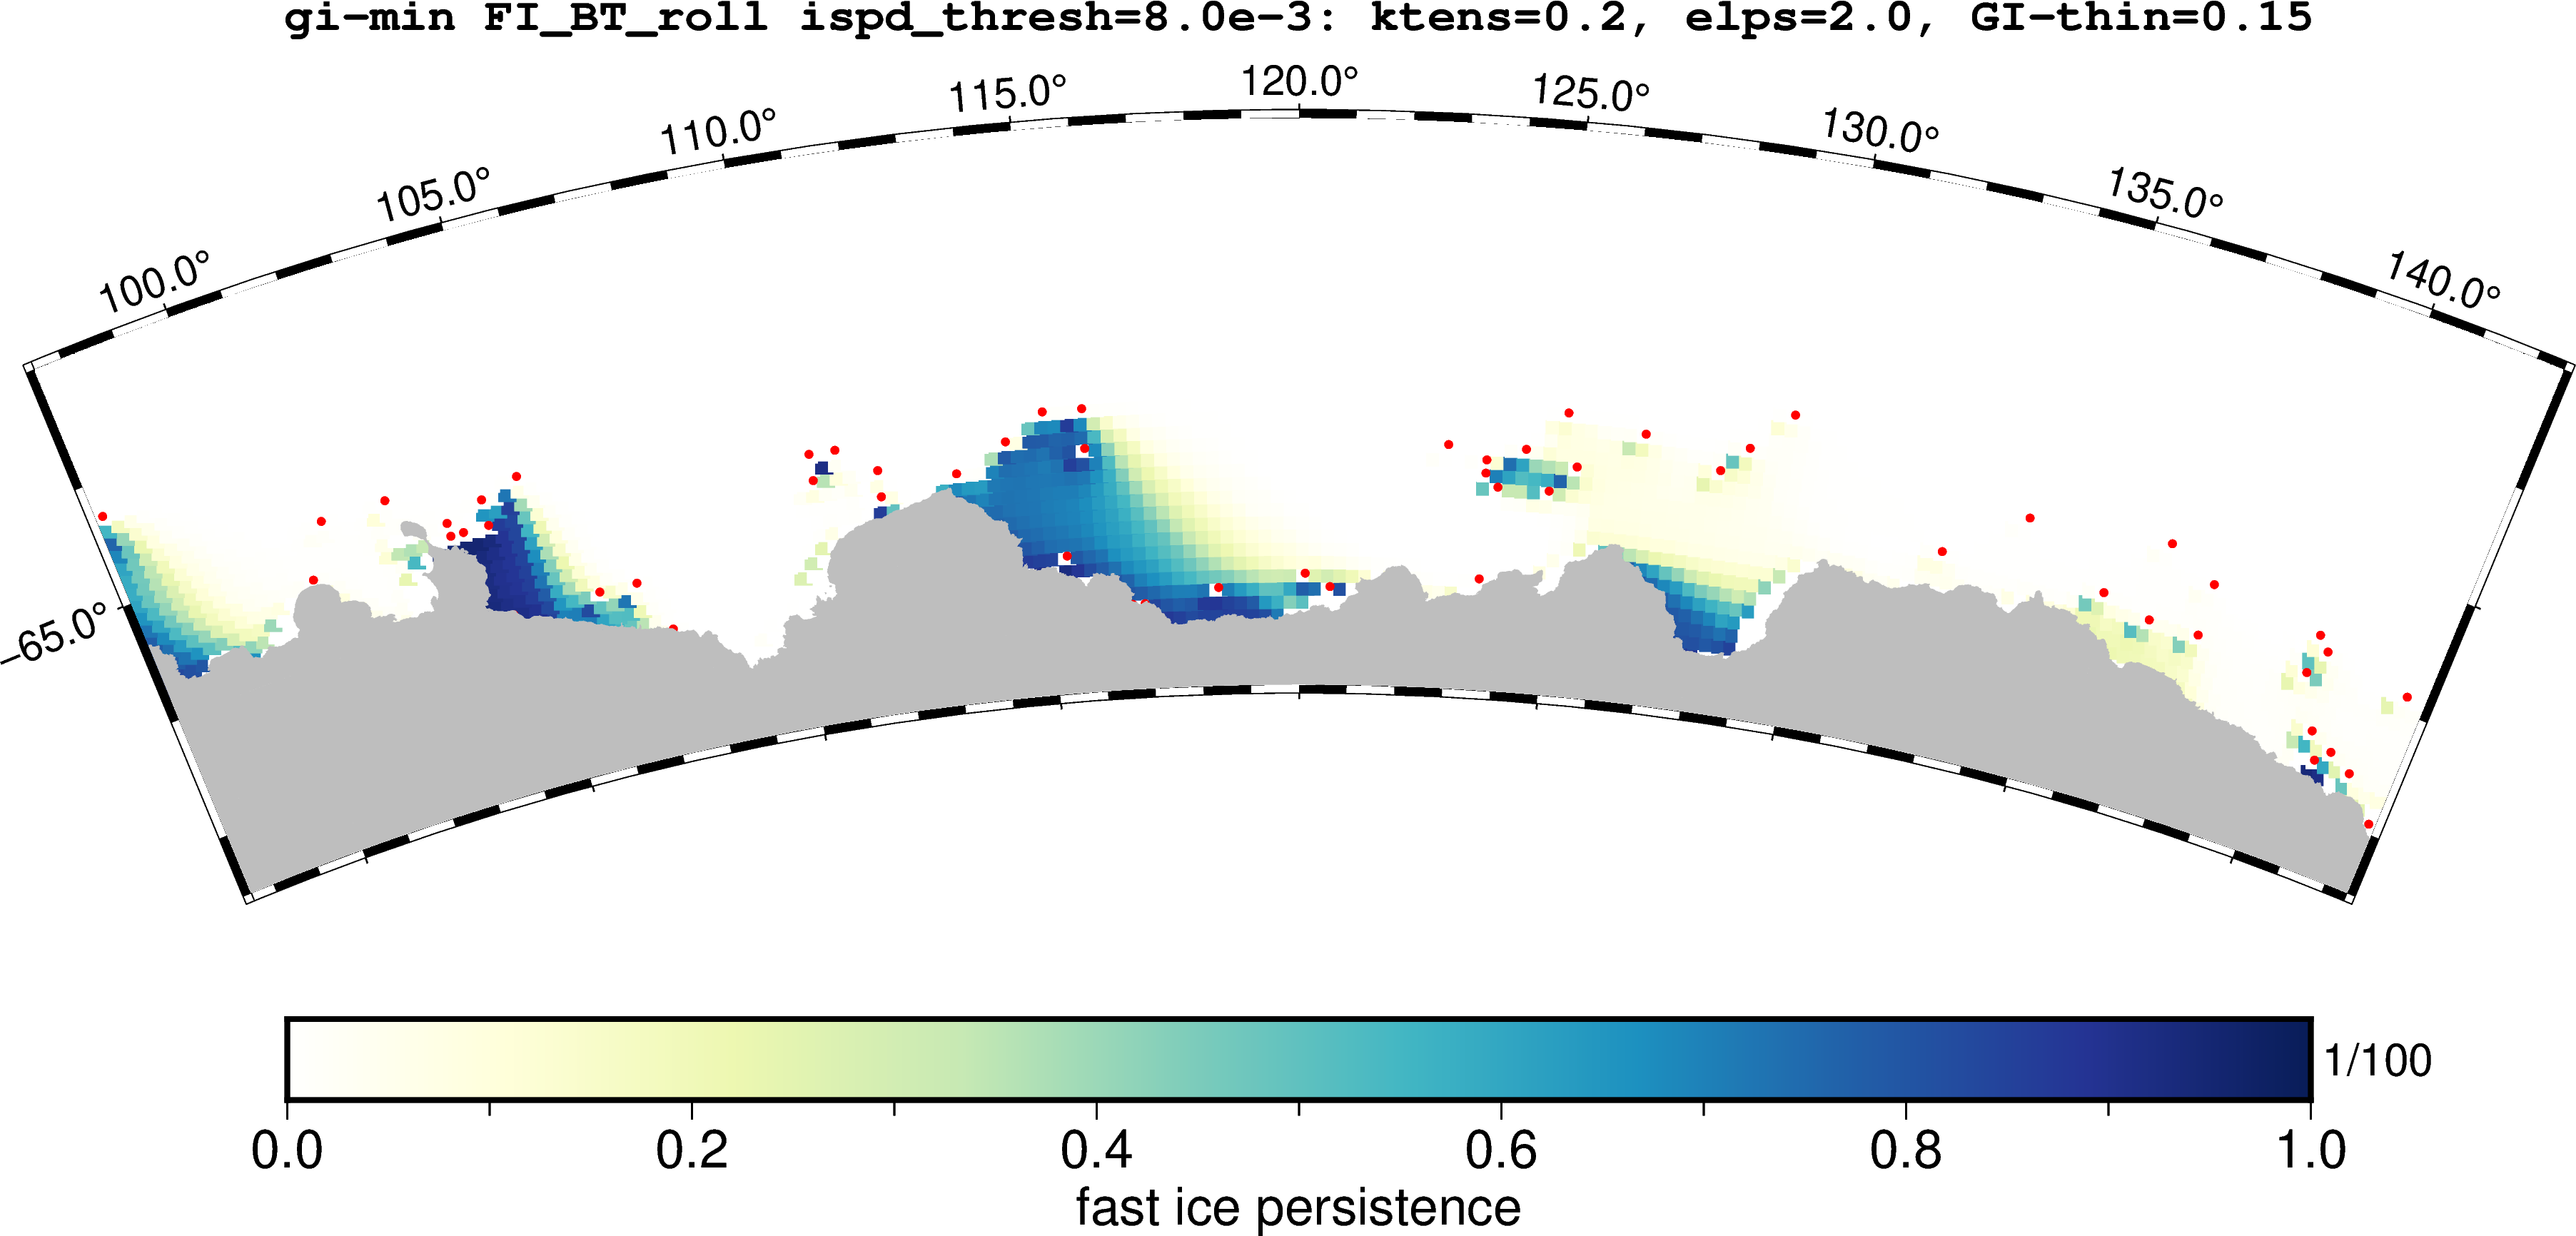 gi-min FI_BT_roll ispd_thresh=8.0e-3: ktens=0.2, elps=2.0, GI-thin=0.15
100.0° 105.0° 110.0° 115.0° 120.0° 125.0° 130.0° 135.0° 140.0°
-65.0°
1/100
0.0 0.2 0.4 0.6 0.8 1.0
fast ice persistence